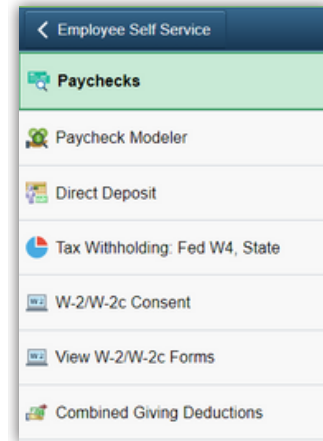 Employee Self Service
Paychecks
Paycheck Modeler
Direct Deposit
Tax Withholding: Fed W4, State
W-2/W-2c Consent
View W-2/W-2c Forms
Combined Giving Deductions